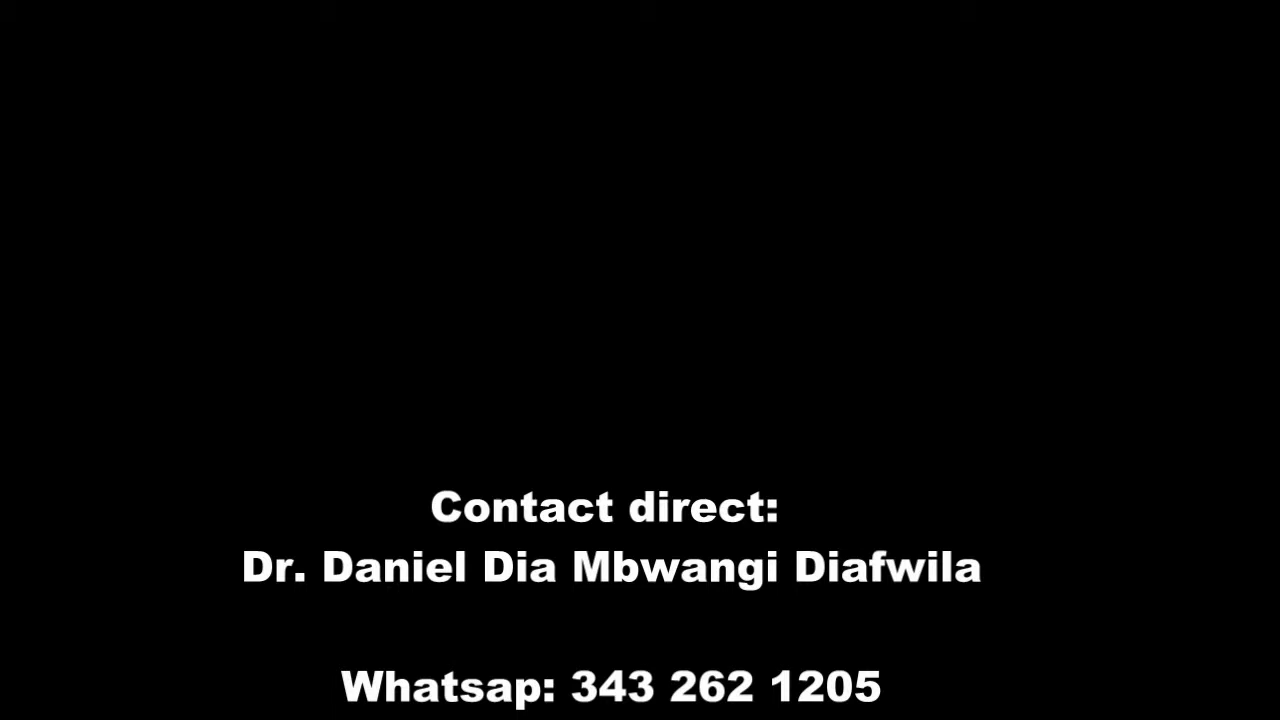 Contact direct:
Dr. Daniel Dia Mbwangi Diafwila
Whatsap: 343 262 1205